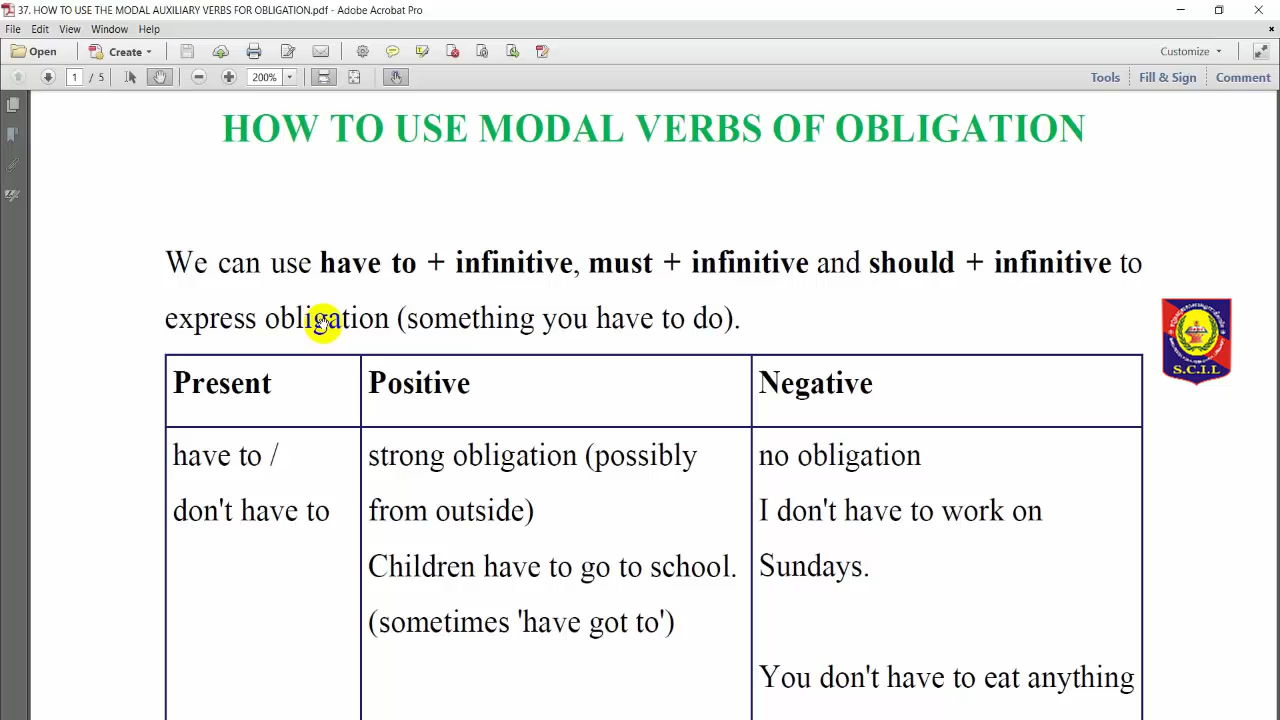 37. HOW TO USE THE MODAL AUXILIARY VERBS FOR OBLIGATION.pdf - Adobe Acrobat Pro
File Edit View Window Help
Open Create Customize
1 / 5 200% Tools Fill & Sign Comment
HOW TO USE MODAL VERBS OF OBLIGATION
We can use have to + infinitive, must + infinitive and should + infinitive to
express obligation (something you have to do).
S.C.I.L
Present Positive Negative
have to / strong obligation (possibly no obligation
don't have to from outside) I don't have to work on
Children have to go to school. Sundays.
(sometimes 'have got to')
You don't have to eat anything